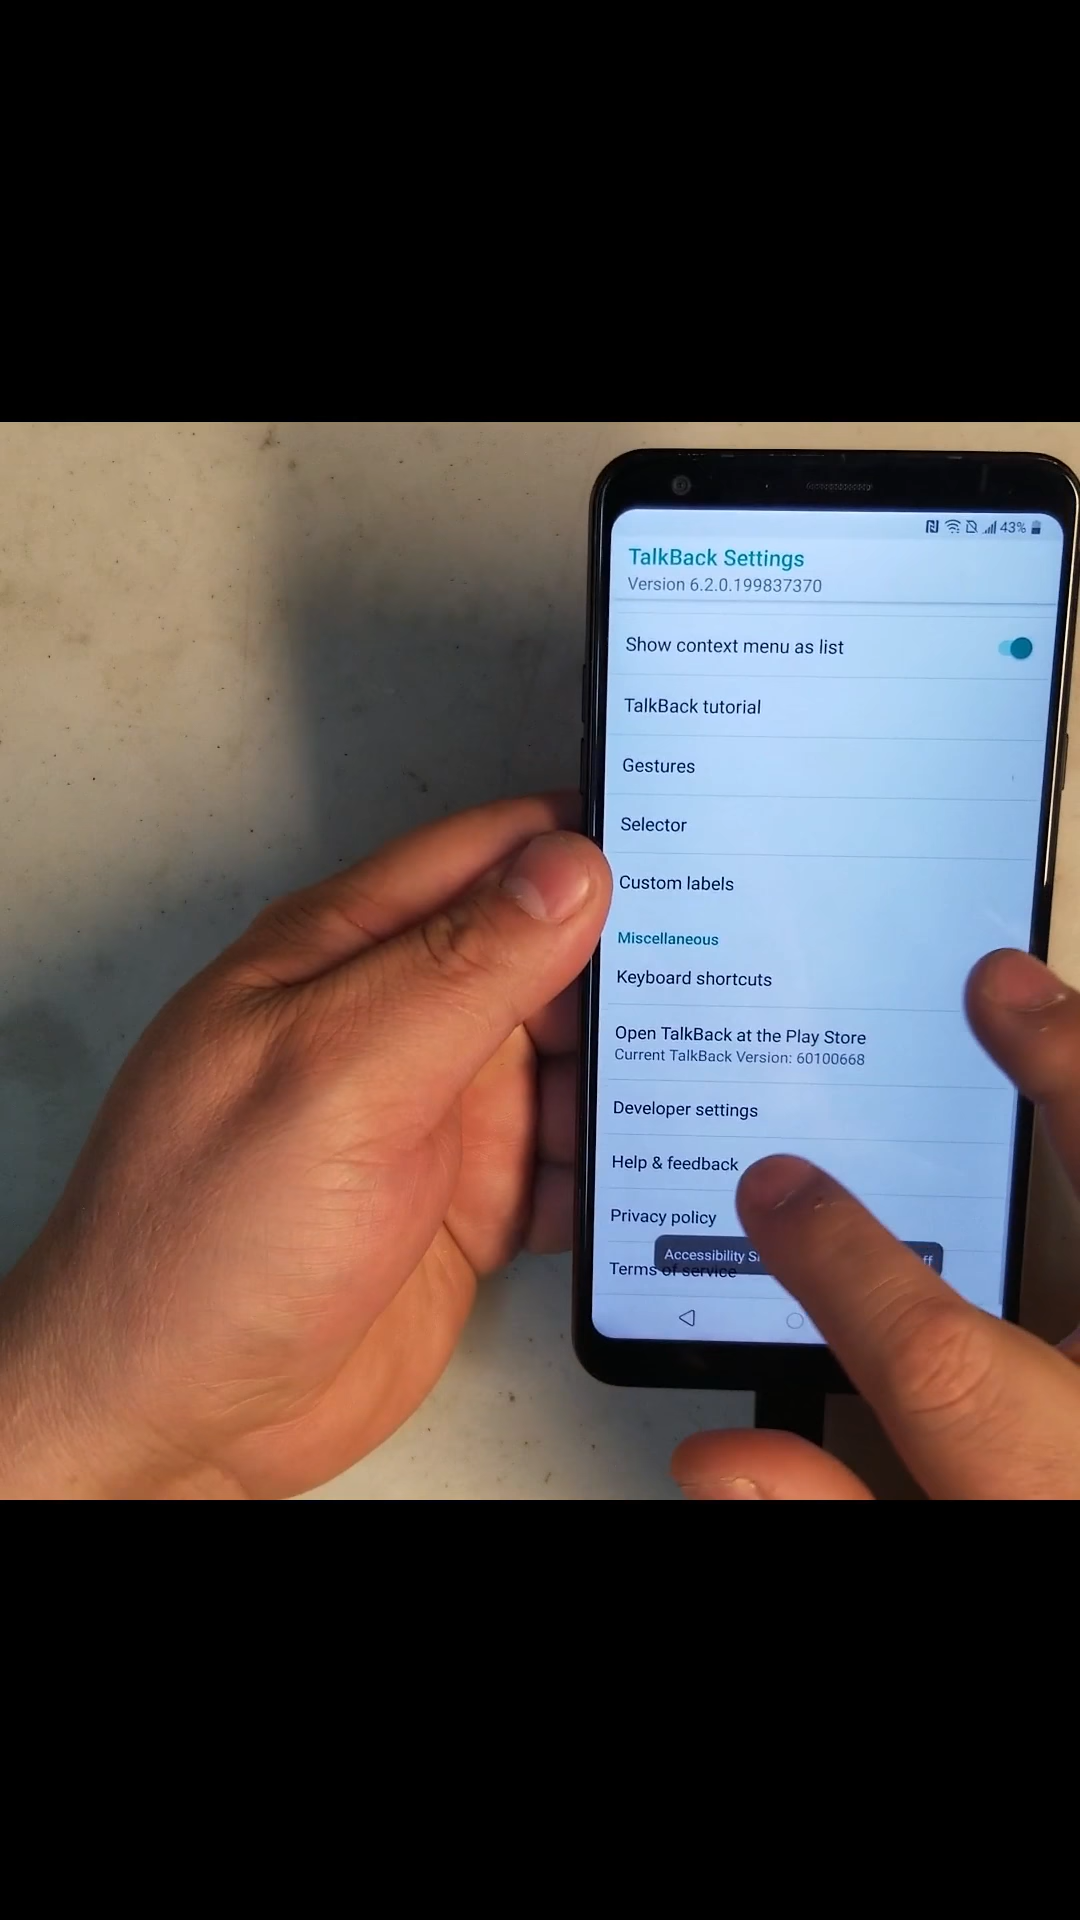 43%
TalkBack Settings
Version 6.2.0.199837370
Show context menu as list
TalkBack tutorial
Gestures
Selector
Custom labels
Miscellaneous
Keyboard shortcuts
Open TalkBack at the Play Store
Current TalkBack Version: 60100668
Developer settings
Help & feedback
Privacy policy
Accessibility
Terms of service